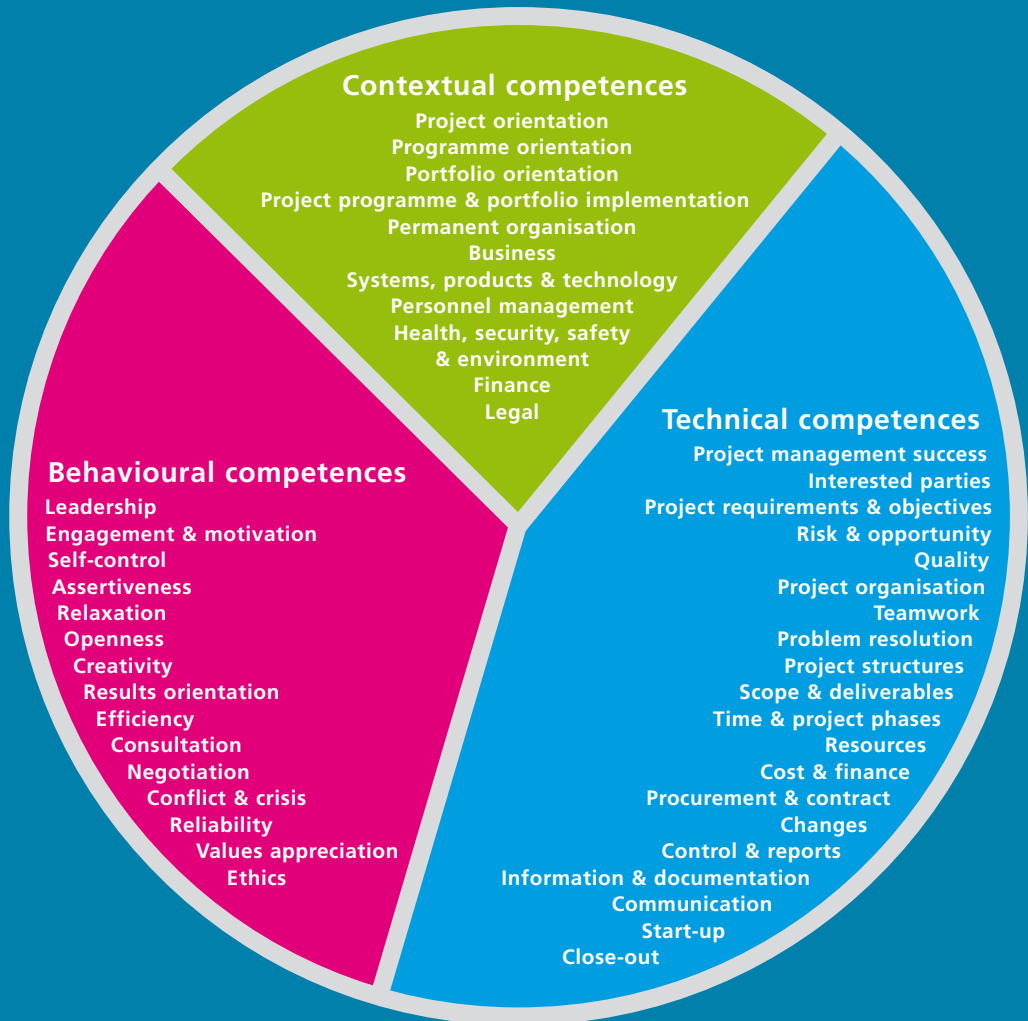 Contextual competences
Project orientation
Programme orientation
Portfolio orientation
Project programme & portfolio implementation
Permanent organisation
Business
Systems, products & technology
Personnel management
Health, security, safety
& environment
Finance
Legal
Behavioural competences
Leadership
Engagement & motivation
Self-control
Assertiveness
Relaxation
Openness
Creativity
Results orientation
Efficiency
Consultation
Negotiation
Conflict & crisis
Reliability
Values appreciation
Ethics
Technical competences
Project management success
Interested parties
Project requirements & objectives
Risk & opportunity
Quality
Project organisation
Teamwork
Problem resolution
Project structures
Scope & deliverables
Time & project phases
Resources
Cost & finance
Procurement & contract
Changes
Control & reports
Information & documentation
Communication
Start-up
Close-out